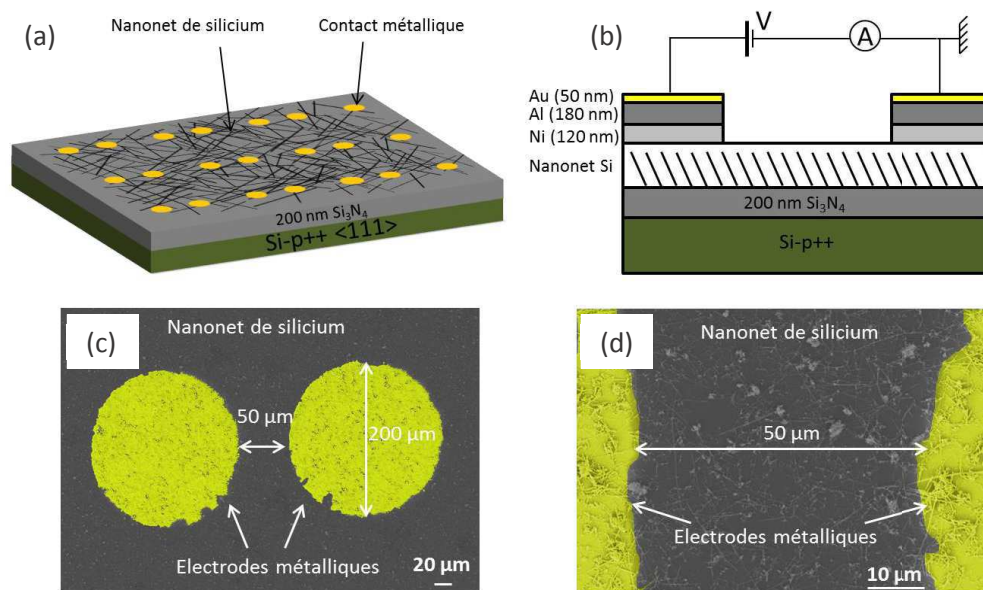 (a)
Nanonet de silicium
Contact métallique
200 nm Si₃N₄
Si-p++ <111>
(b)
V
A
Au (50 nm)
Al (180 nm)
Ni (120 nm)
Nanonet Si
200 nm Si₃N₄
Si-p++
Nanonet de silicium
(c)
50 µm
200 µm
Electrodes métalliques
20 µm
Nanonet de silicium
(d)
50 µm
Electrodes métalliques
10 µm